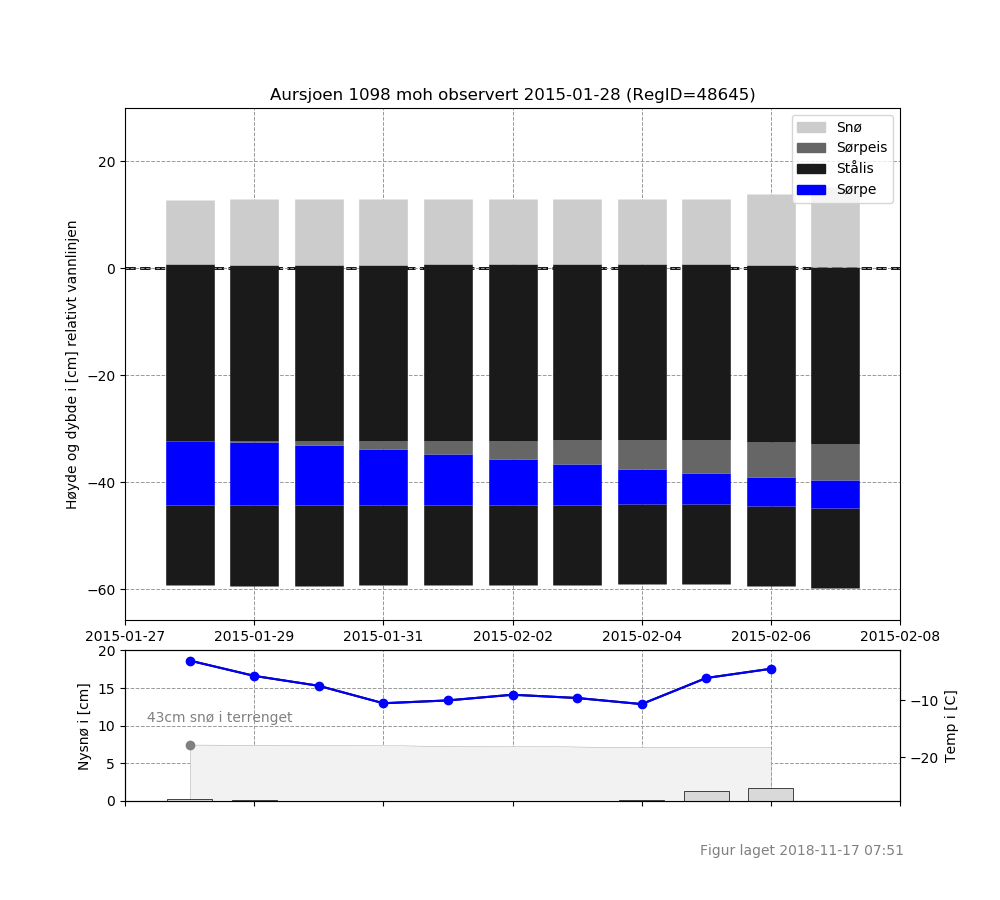 Aursjoen 1098 moh observert 2015-01-28 (RegID=48645)
Snø
Sørpeis
Stålis
Sørpe
Høyde og dybde i [cm] relativt vannlinjen
20
0
−20
−40
−60
2015-01-27
2015-01-29
2015-01-31
2015-02-02
2015-02-04
2015-02-06
2015-02-08
Nysnø i [cm]
20
15
10
5
0
43cm snø i terrenget
−10
−20
Temp i [C]
Figur laget 2018-11-17 07:51